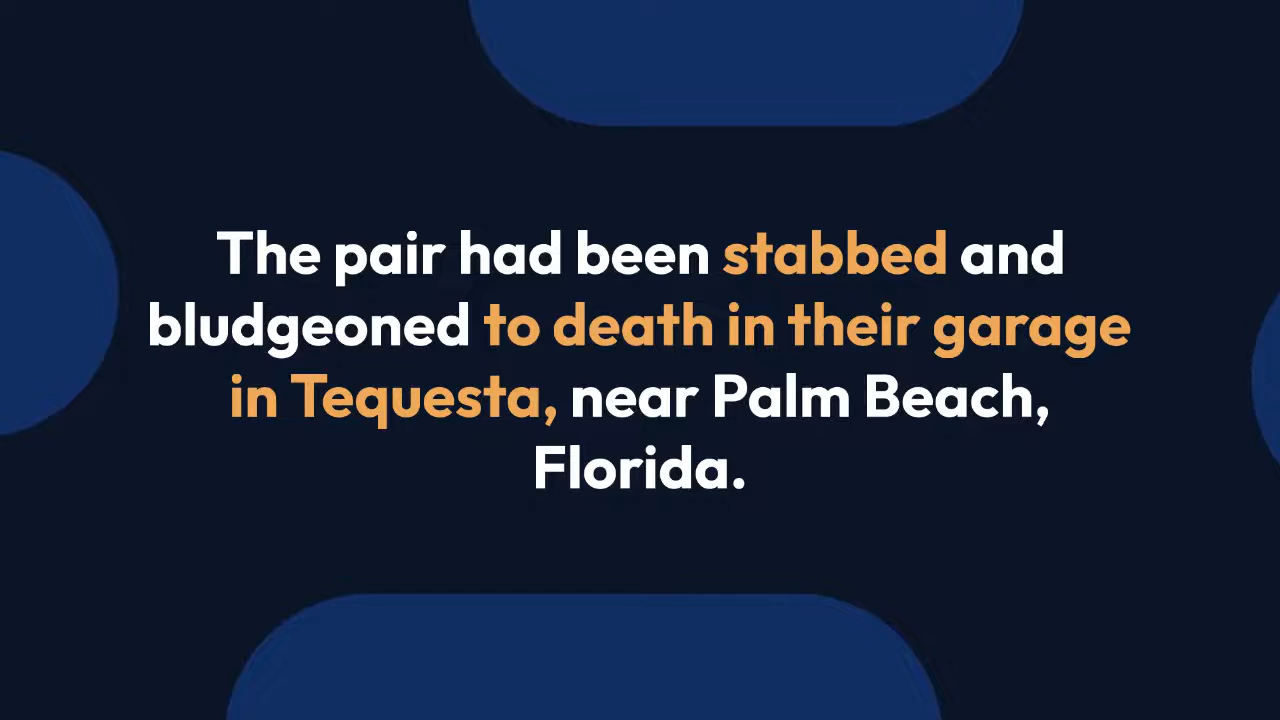 The pair had been stabbed and
bludgeoned to death in their garage
in Tequesta, near Palm Beach,
Florida.